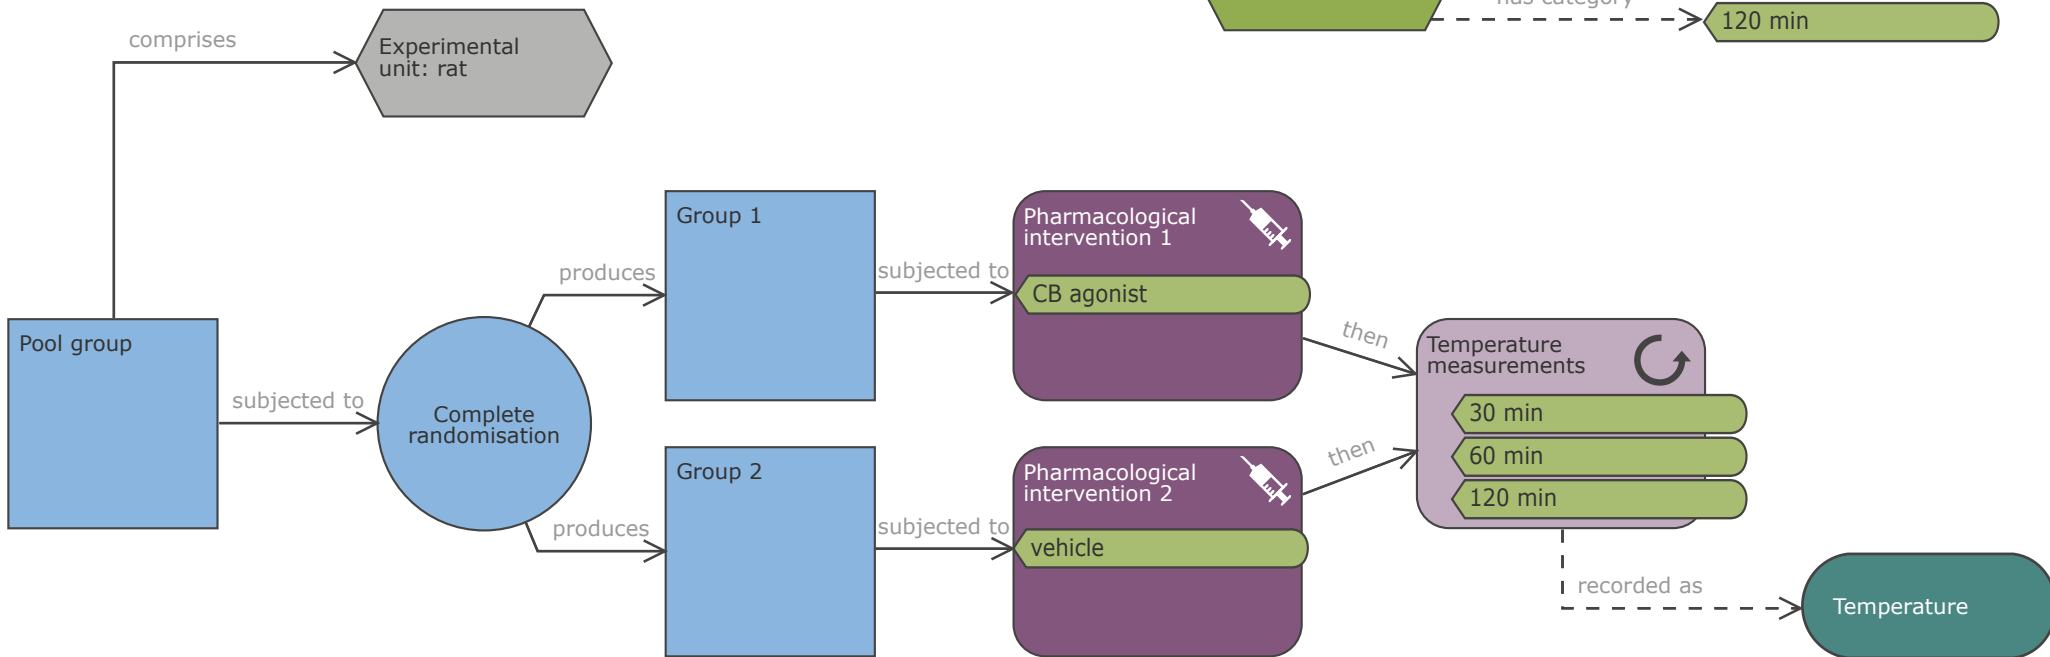 has category
120 min
comprises
Experimental
unit: rat
Pool group
subjected to
Complete
randomisation
produces
produces
Group 1
Group 2
subjected to
subjected to
Pharmacological
intervention 1
CB agonist
Pharmacological
intervention 2
vehicle
then
then
Temperature
measurements
30 min
60 min
120 min
recorded as
Temperature